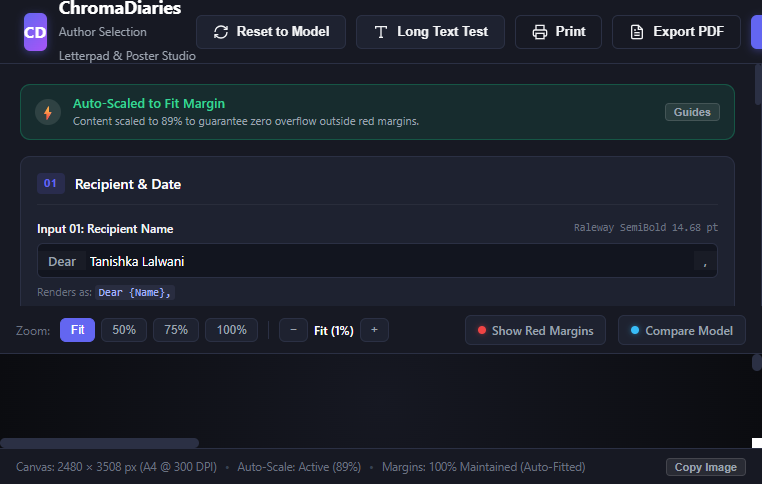 ChromaDiaries
CD
Author Selection
Letterpad & Poster Studio
Reset to Model
Long Text Test
Print
Export PDF
Auto-Scaled to Fit Margin
Content scaled to 89% to guarantee zero overflow outside red margins.
Guides
01 Recipient & Date
Input 01: Recipient Name
Raleway SemiBold 14.68 pt
Dear Tanishka Lalwani ,
Renders as: Dear {Name},
Zoom: Fit 50% 75% 100% − Fit (1%) + Show Red Margins Compare Model
Canvas: 2480 × 3508 px (A4 @ 300 DPI) • Auto-Scale: Active (89%) • Margins: 100% Maintained (Auto-Fitted) Copy Image